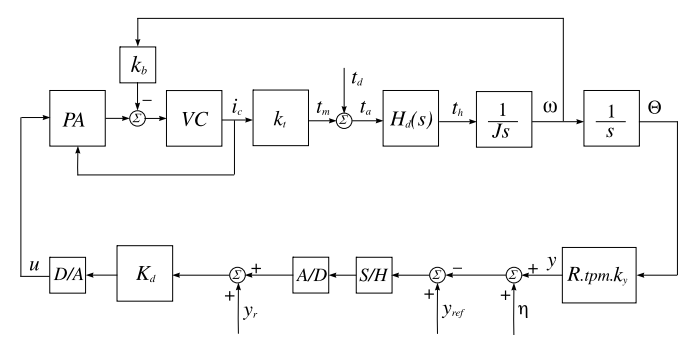 k_b
−
t_d
PA
Σ
VC
i_c
k_t
t_m
Σ
t_a
H_d(s)
t_h
1
Js
ω
1
s
Θ
u
D/A
K_d
Σ
+
+
y_r
A/D
S/H
Σ
−
+
y_ref
Σ
+
+
η
y
R.tpm.k_y